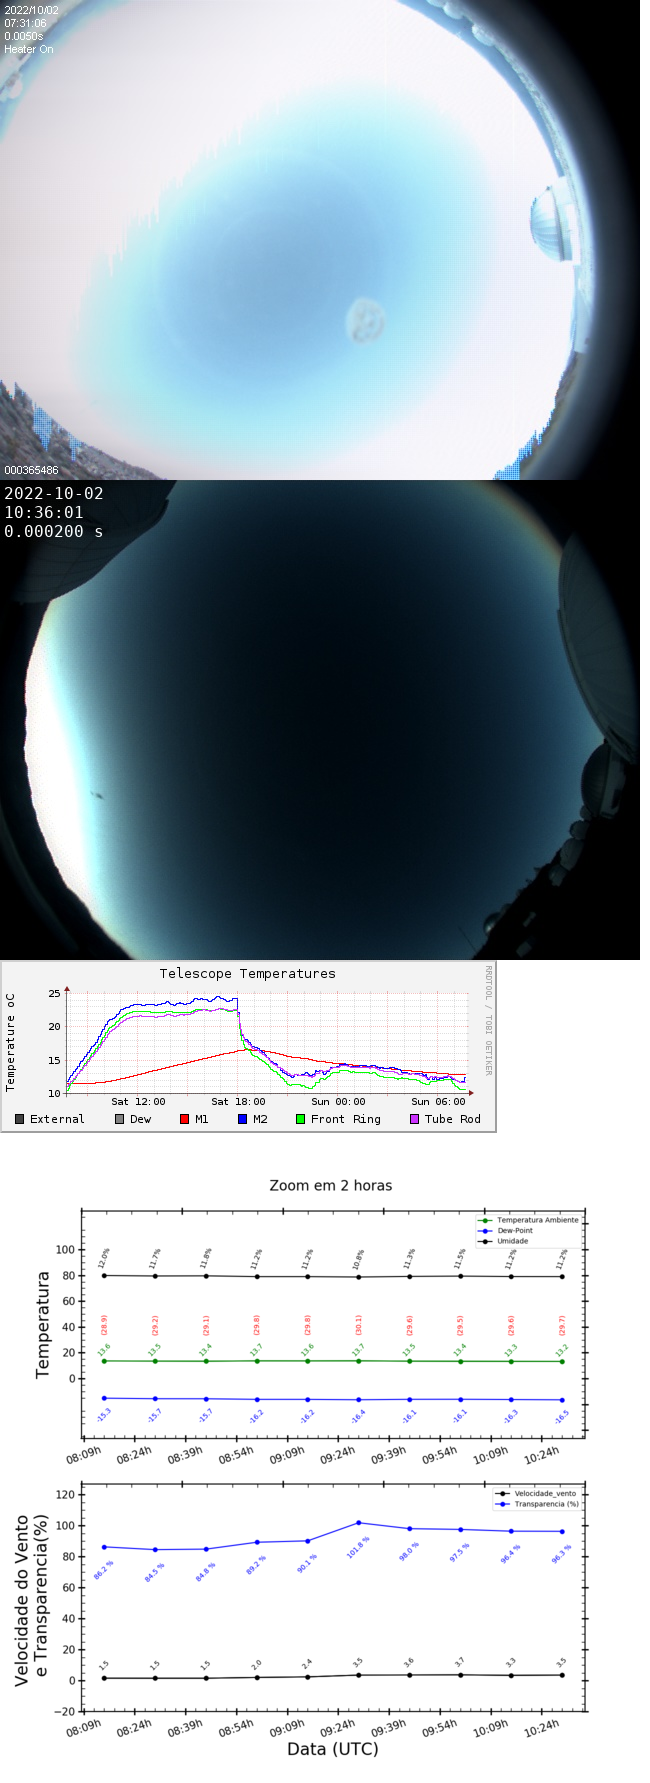 2022/10/02
07:31:06
0.0050s
Heater On
000365486
2022-10-02
10:36:01
0.000200 s
Telescope Temperatures
RRDTOOL / TOBI OETIKER
Temperature oC
25
20
15
10
Sat 12:00 Sat 18:00 Sun 00:00 Sun 06:00
External Dew M1 M2 Front Ring Tube Rod
Zoom em 2 horas
Temperatura Ambiente
Dew-Point
Umidade
Temperatura
100
80
60
40
20
0
12.0% 11.7% 11.8% 11.2% 11.2% 10.8% 11.3% 11.5% 11.2% 11.2%
(28.9) (29.2) (29.1) (29.8) (29.8) (30.1) (29.6) (29.5) (29.6) (29.7)
13.6 13.5 13.4 13.7 13.6 13.7 13.5 13.4 13.3 13.2
-15.3 -15.7 -15.7 -16.2 -16.2 -16.4 -16.1 -16.1 -16.3 -16.5
08:09h 08:24h 08:39h 08:54h 09:09h 09:24h 09:39h 09:54h 10:09h 10:24h
Velocidade_vento
Transparencia (%)
Velocidade do Vento
e Transparencia(%)
120
100
80
60
40
20
0
−20
86.2 % 84.5 % 84.8 % 89.2 % 90.1 % 101.8 % 98.0 % 97.5 % 96.4 % 96.3 %
1.5 1.5 1.5 2.0 2.4 3.5 3.6 3.7 3.3 3.5
08:09h 08:24h 08:39h 08:54h 09:09h 09:24h 09:39h 09:54h 10:09h 10:24h
Data (UTC)